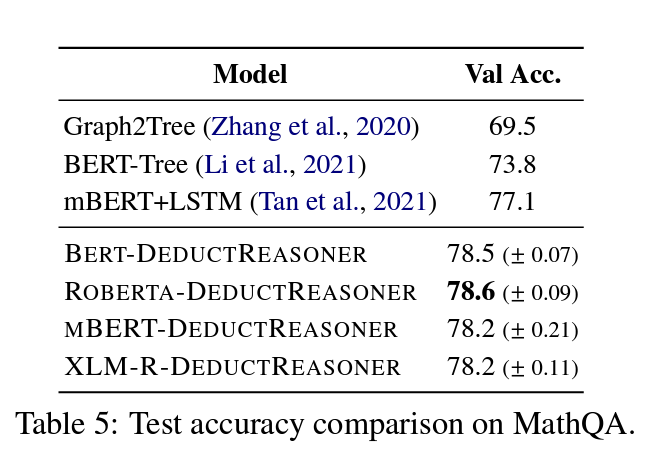 Model Val Acc.
Graph2Tree (Zhang et al., 2020) 69.5
BERT-Tree (Li et al., 2021) 73.8
mBERT+LSTM (Tan et al., 2021) 77.1
BERT-DEDUCTREASONER 78.5 (± 0.07)
ROBERTA-DEDUCTREASONER 78.6 (± 0.09)
MBERT-DEDUCTREASONER 78.2 (± 0.21)
XLM-R-DEDUCTREASONER 78.2 (± 0.11)
Table 5: Test accuracy comparison on MathQA.